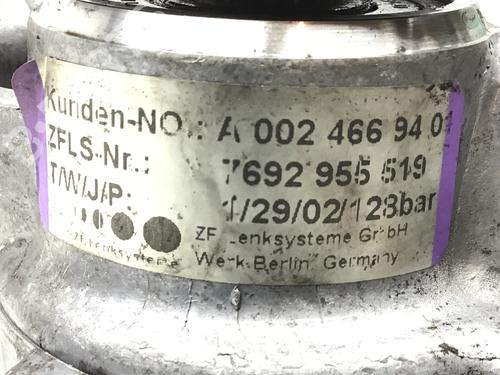 Kunden-NO.: A 002 466 94 01
ZFLS-Nr.: 7692 955 519
T/W/J/P: 1/29/02/128bar
ZF Lenksysteme GmbH
Werk Berlin, Germany